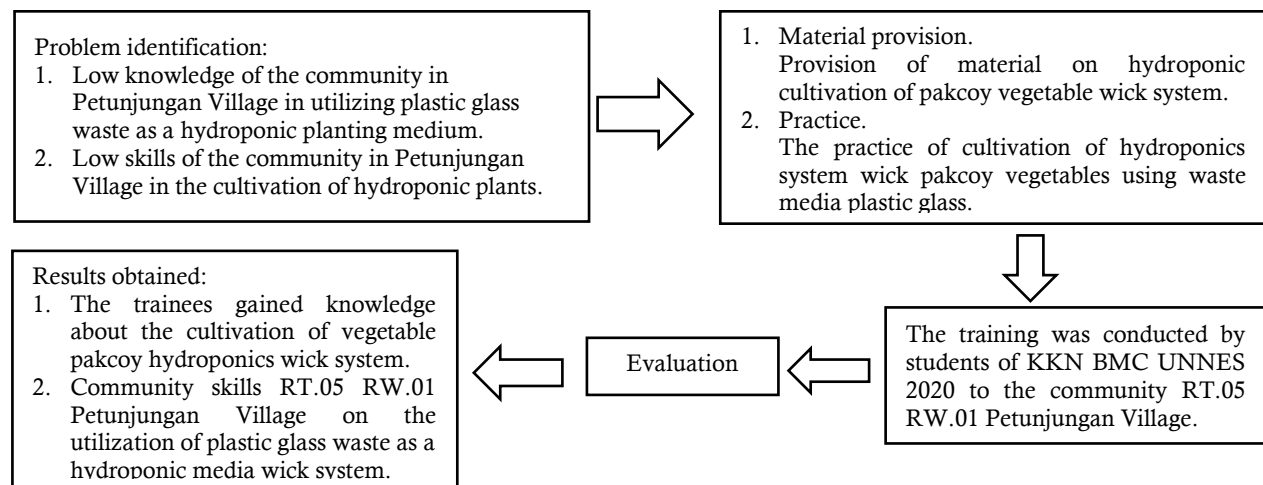 Problem identification:
1. Low knowledge of the community in
Petunjungan Village in utilizing plastic glass
waste as a hydroponic planting medium.
2. Low skills of the community in Petunjungan
Village in the cultivation of hydroponic plants.
1. Material provision.
Provision of material on hydroponic
cultivation of pakcoy vegetable wick system.
2. Practice.
The practice of cultivation of hydroponics
system wick pakcoy vegetables using waste
media plastic glass.
The training was conducted by
students of KKN BMC UNNES
2020 to the community RT.05
RW.01 Petunjungan Village.
Evaluation
Results obtained:
1. The trainees gained knowledge
about the cultivation of vegetable
pakcoy hydroponics wick system.
2. Community skills RT.05 RW.01
Petunjungan Village on the
utilization of plastic glass waste as a
hydroponic media wick system.